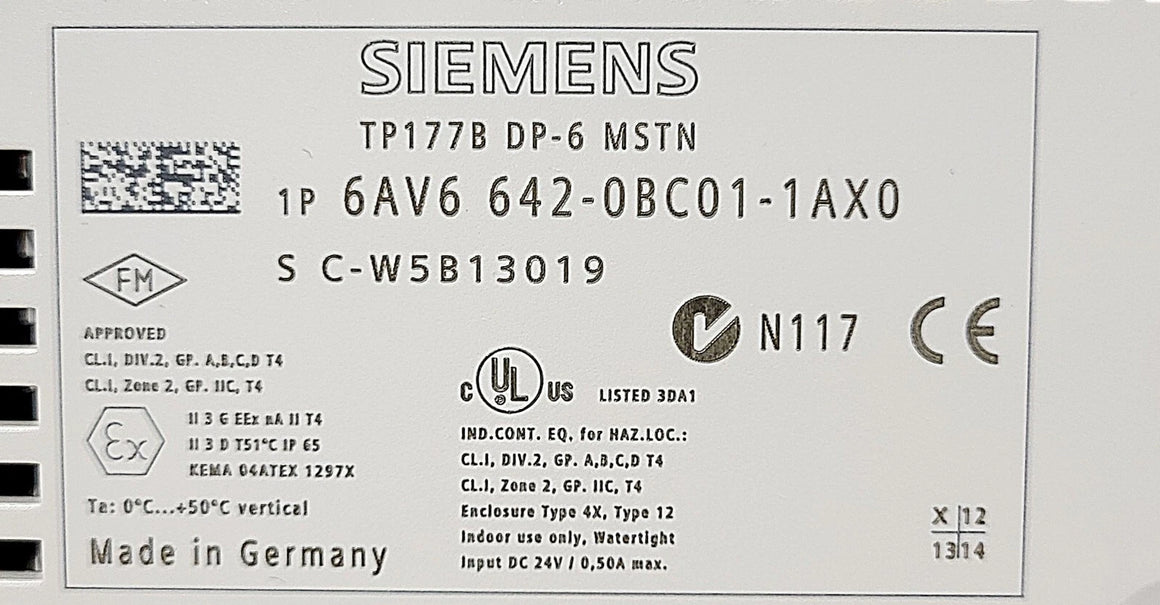 SIEMENS
TP177B DP-6 MSTN
1P 6AV6 642-0BC01-1AX0
S C-W5B13019
FM
APPROVED
CL.I, DIV.2, GP. A,B,C,D T4
CL.I, Zone 2, GP. IIC, T4
N117
CE
Ex
II 3 G EEx nA II T4
II 3 D T51°C IP 65
KEMA 04ATEX 1297X
Ta: 0°C...+50°C vertical
Made in Germany
C UL US LISTED 3DA1
IND.CONT. EQ. for HAZ.LOC.:
CL.I, DIV.2, GP. A,B,C,D T4
CL.I, Zone 2, GP. IIC, T4
Enclosure Type 4X, Type 12
Indoor use only, Watertight
Input DC 24V / 0,50A max.
X 12
13 14